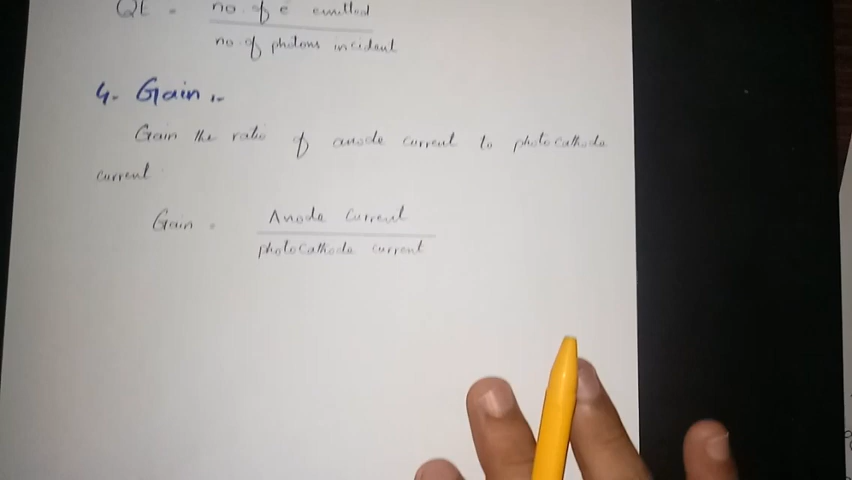 QE = no. of e emitted
no. of photons incident
4. Gain :-
Gain the ratio of anode current to photocathode
current
Gain = Anode current
photocathode current